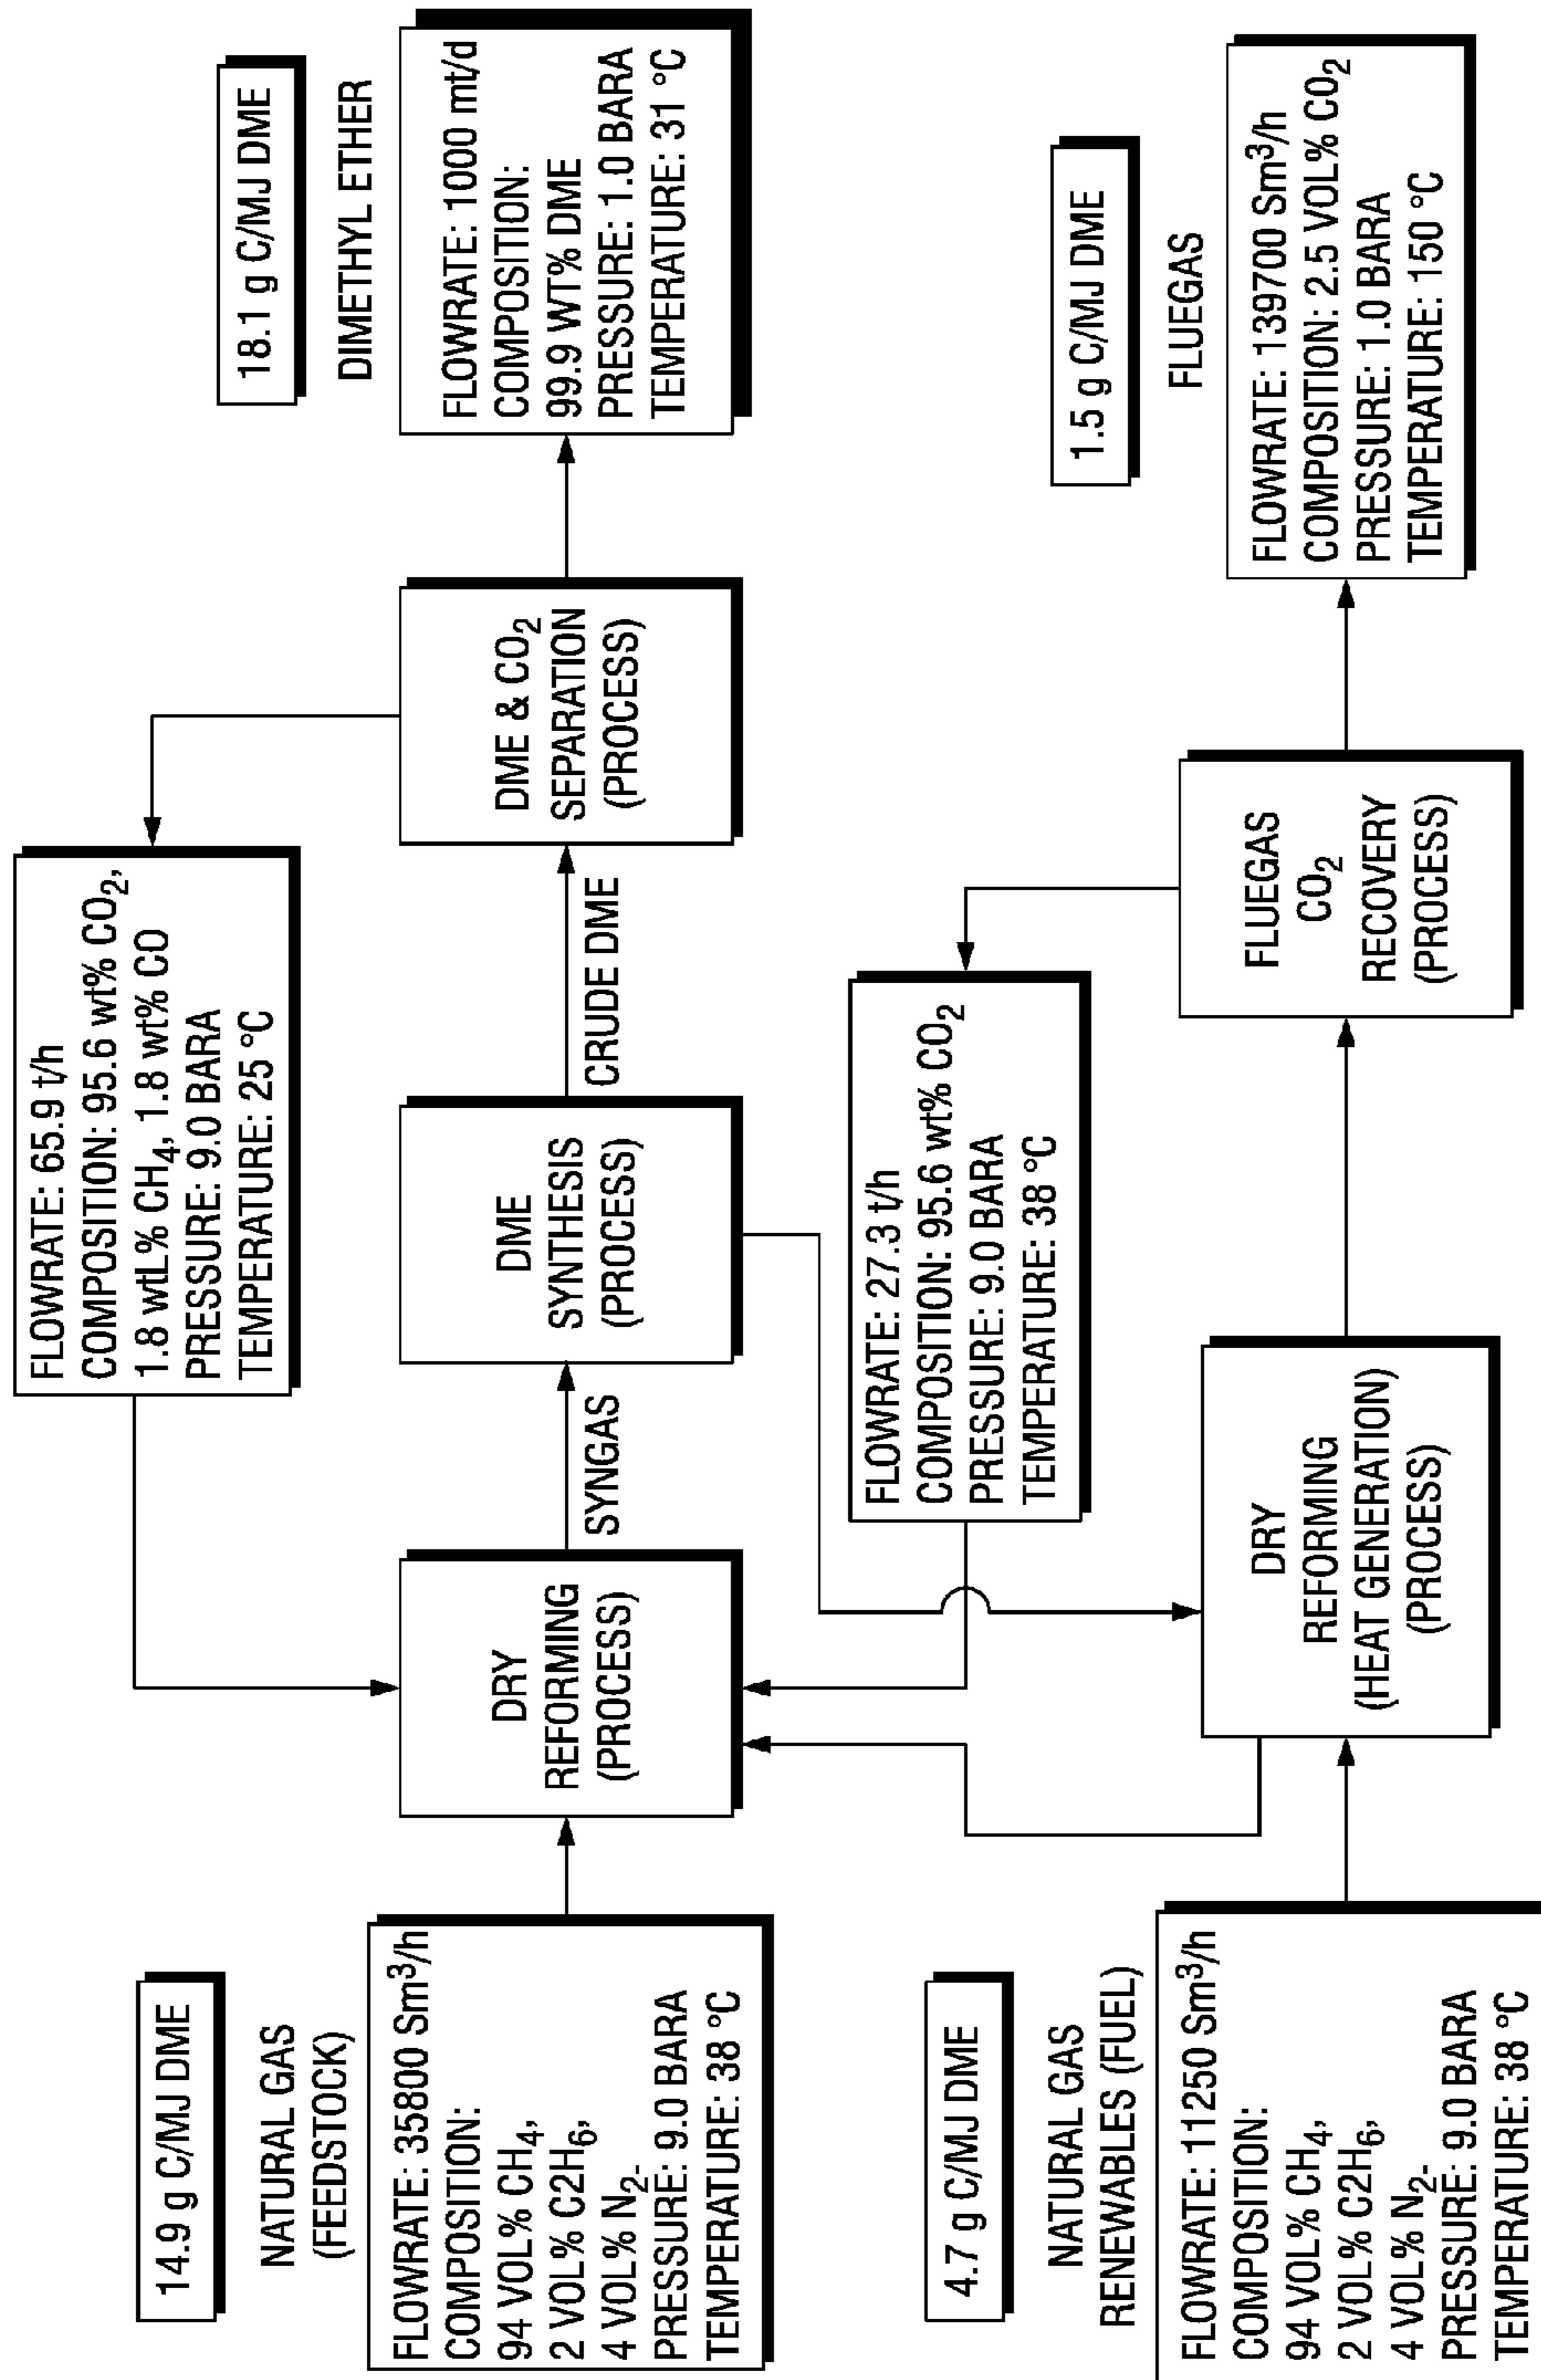 14.9 g C/MJ DME
NATURAL GAS
(FEEDSTOCK)
FLOWRATE: 35800 Sm³/h
COMPOSITION:
94 VOL% CH₄,
2 VOL% C2H₆,
4 VOL% N₂-
PRESSURE: 9.0 BARA
TEMPERATURE: 38 °C
DRY
REFORMING
(PROCESS)
SYNGAS
FLOWRATE: 65.9 t/h
COMPOSITION: 95.6 wt% CO₂,
1.8 wtL% CH₄, 1.8 wt% CO
PRESSURE: 9.0 BARA
TEMPERATURE: 25 °C
DME
SYNTHESIS
(PROCESS)
CRUDE DME
DME & CO₂
SEPARATION
(PROCESS)
18.1 g C/MJ DME
DIMETHYL ETHER
FLOWRATE: 1000 mt/d
COMPOSITION:
99.9 WT% DME
PRESSURE: 1.0 BARA
TEMPERATURE: 31 °C
4.7 g C/MJ DME
NATURAL GAS
RENEWABLES (FUEL)
FLOWRATE: 11250 Sm³/h
COMPOSITION:
94 VOL% CH₄,
2 VOL% C2H₆,
4 VOL% N₂-
PRESSURE: 9.0 BARA
TEMPERATURE: 38 °C
DRY
REFORMING
(HEAT GENERATION)
(PROCESS)
FLOWRATE: 27.3 t/h
COMPOSITION: 95.6 wt% CO₂
PRESSURE: 9.0 BARA
TEMPERATURE: 38 °C
FLUEGAS
CO₂
RECOVERY
(PROCESS)
1.5 g C/MJ DME
FLUEGAS
FLOWRATE: 139700 Sm³/h
COMPOSITION: 2.5 VOL% CO₂
PRESSURE: 1.0 BARA
TEMPERATURE: 150 °C